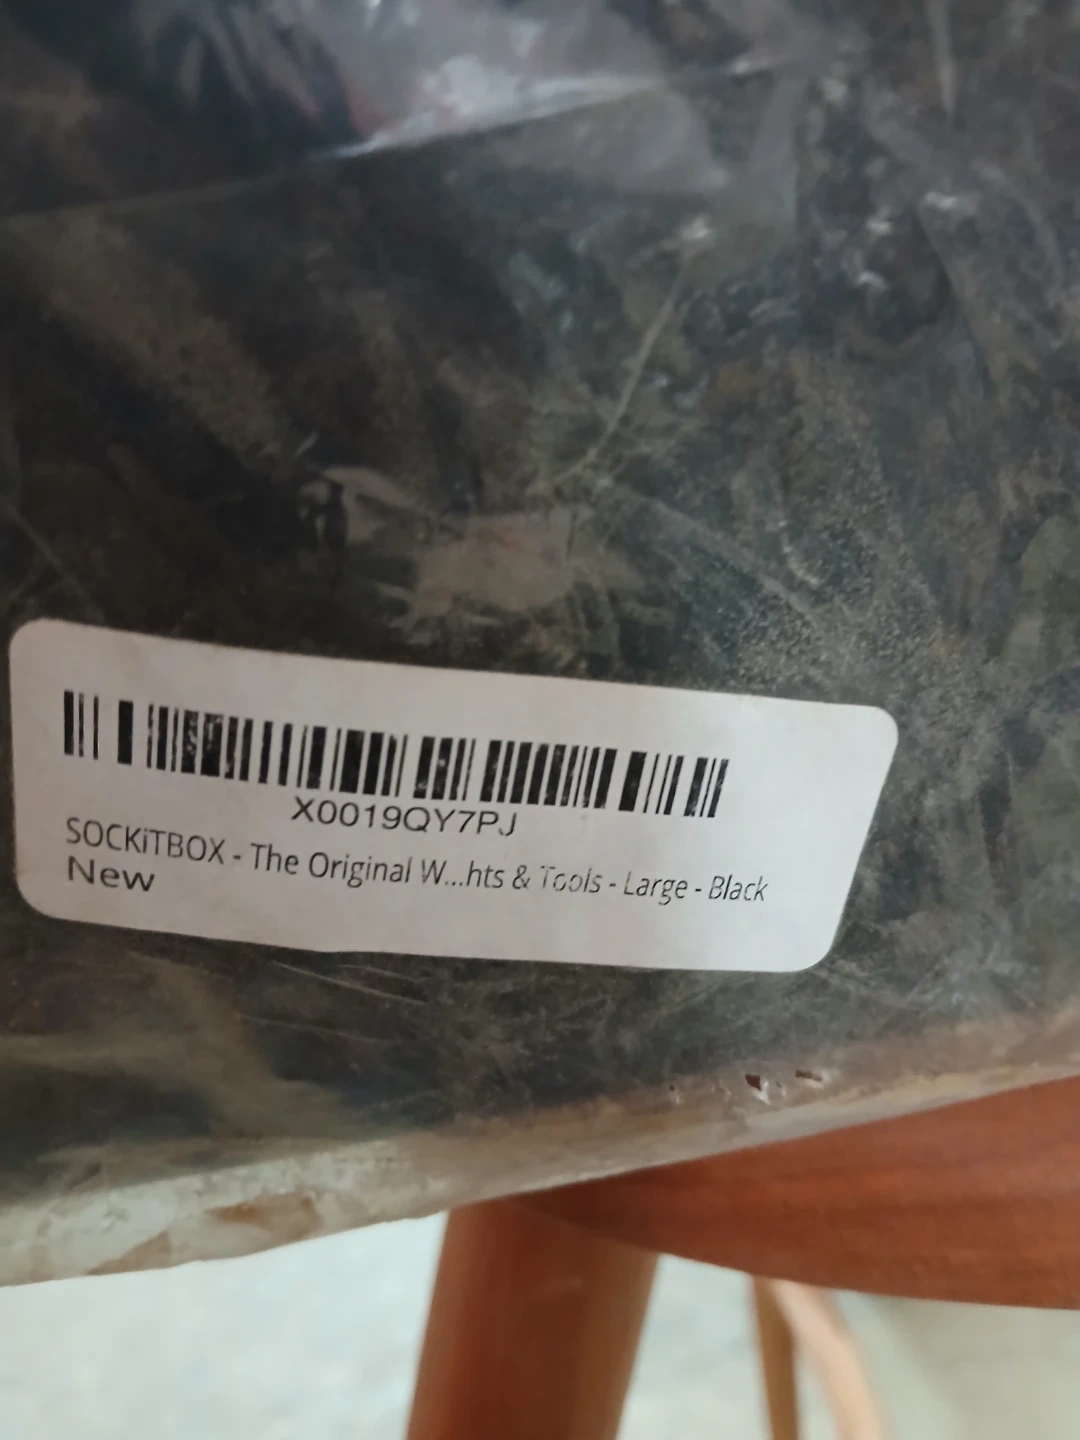 X0019QY7PJ
SOCKiTBOX - The Original W...hts & Tools - Large - Black
New